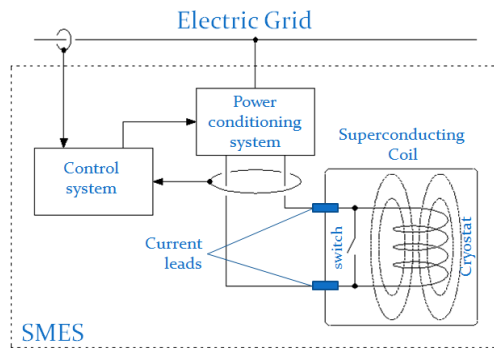 Electric Grid
Power
conditioning
system
Superconducting
Coil
Control
system
Current
leads
switch
Cryostat
SMES